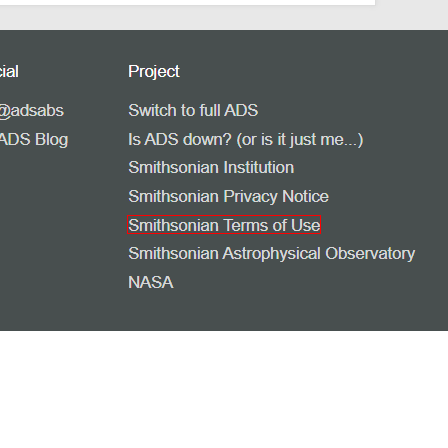 ial
@adsabs
ADS Blog
Project
Switch to full ADS
Is ADS down? (or is it just me...)
Smithsonian Institution
Smithsonian Privacy Notice
Smithsonian Terms of Use
Smithsonian Astrophysical Observatory
NASA